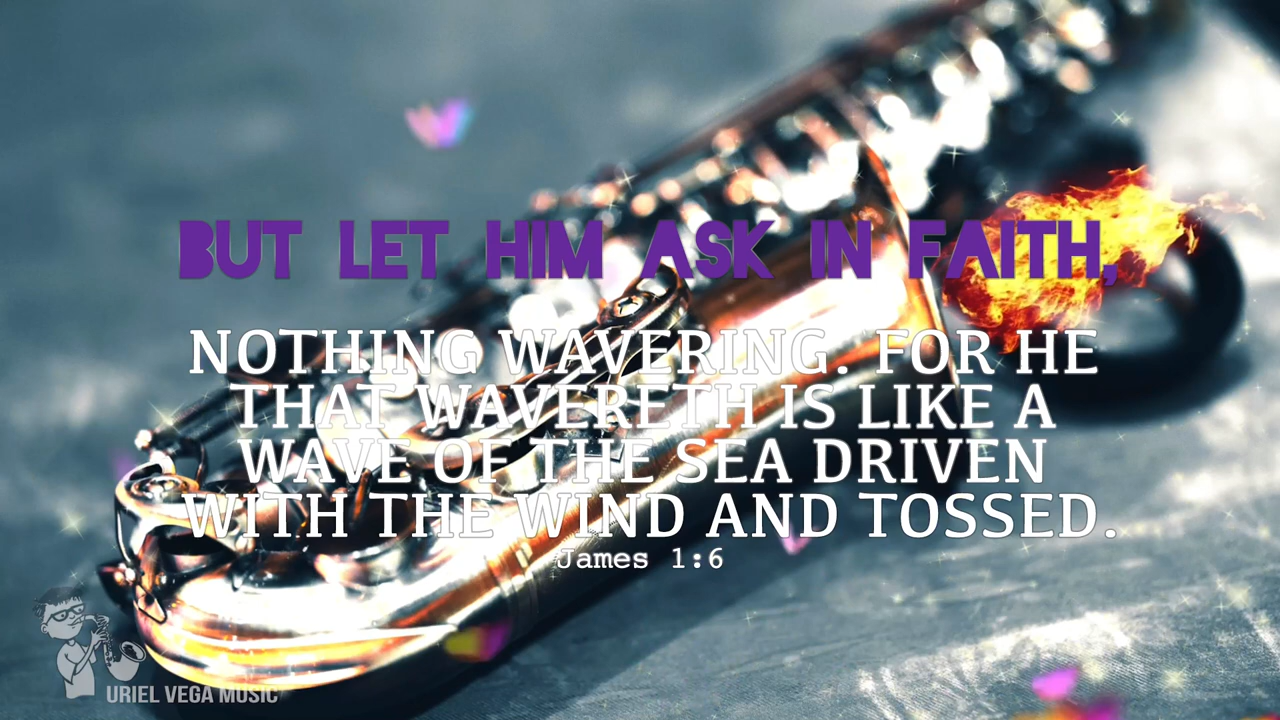 BUT LET HIM ASK IN FAITH,
NOTHING WAVERING. FOR HE
THAT WAVERETH IS LIKE A
WAVE OF THE SEA DRIVEN
WITH THE WIND AND TOSSED.
James 1:6
URIEL VEGA MUSIC